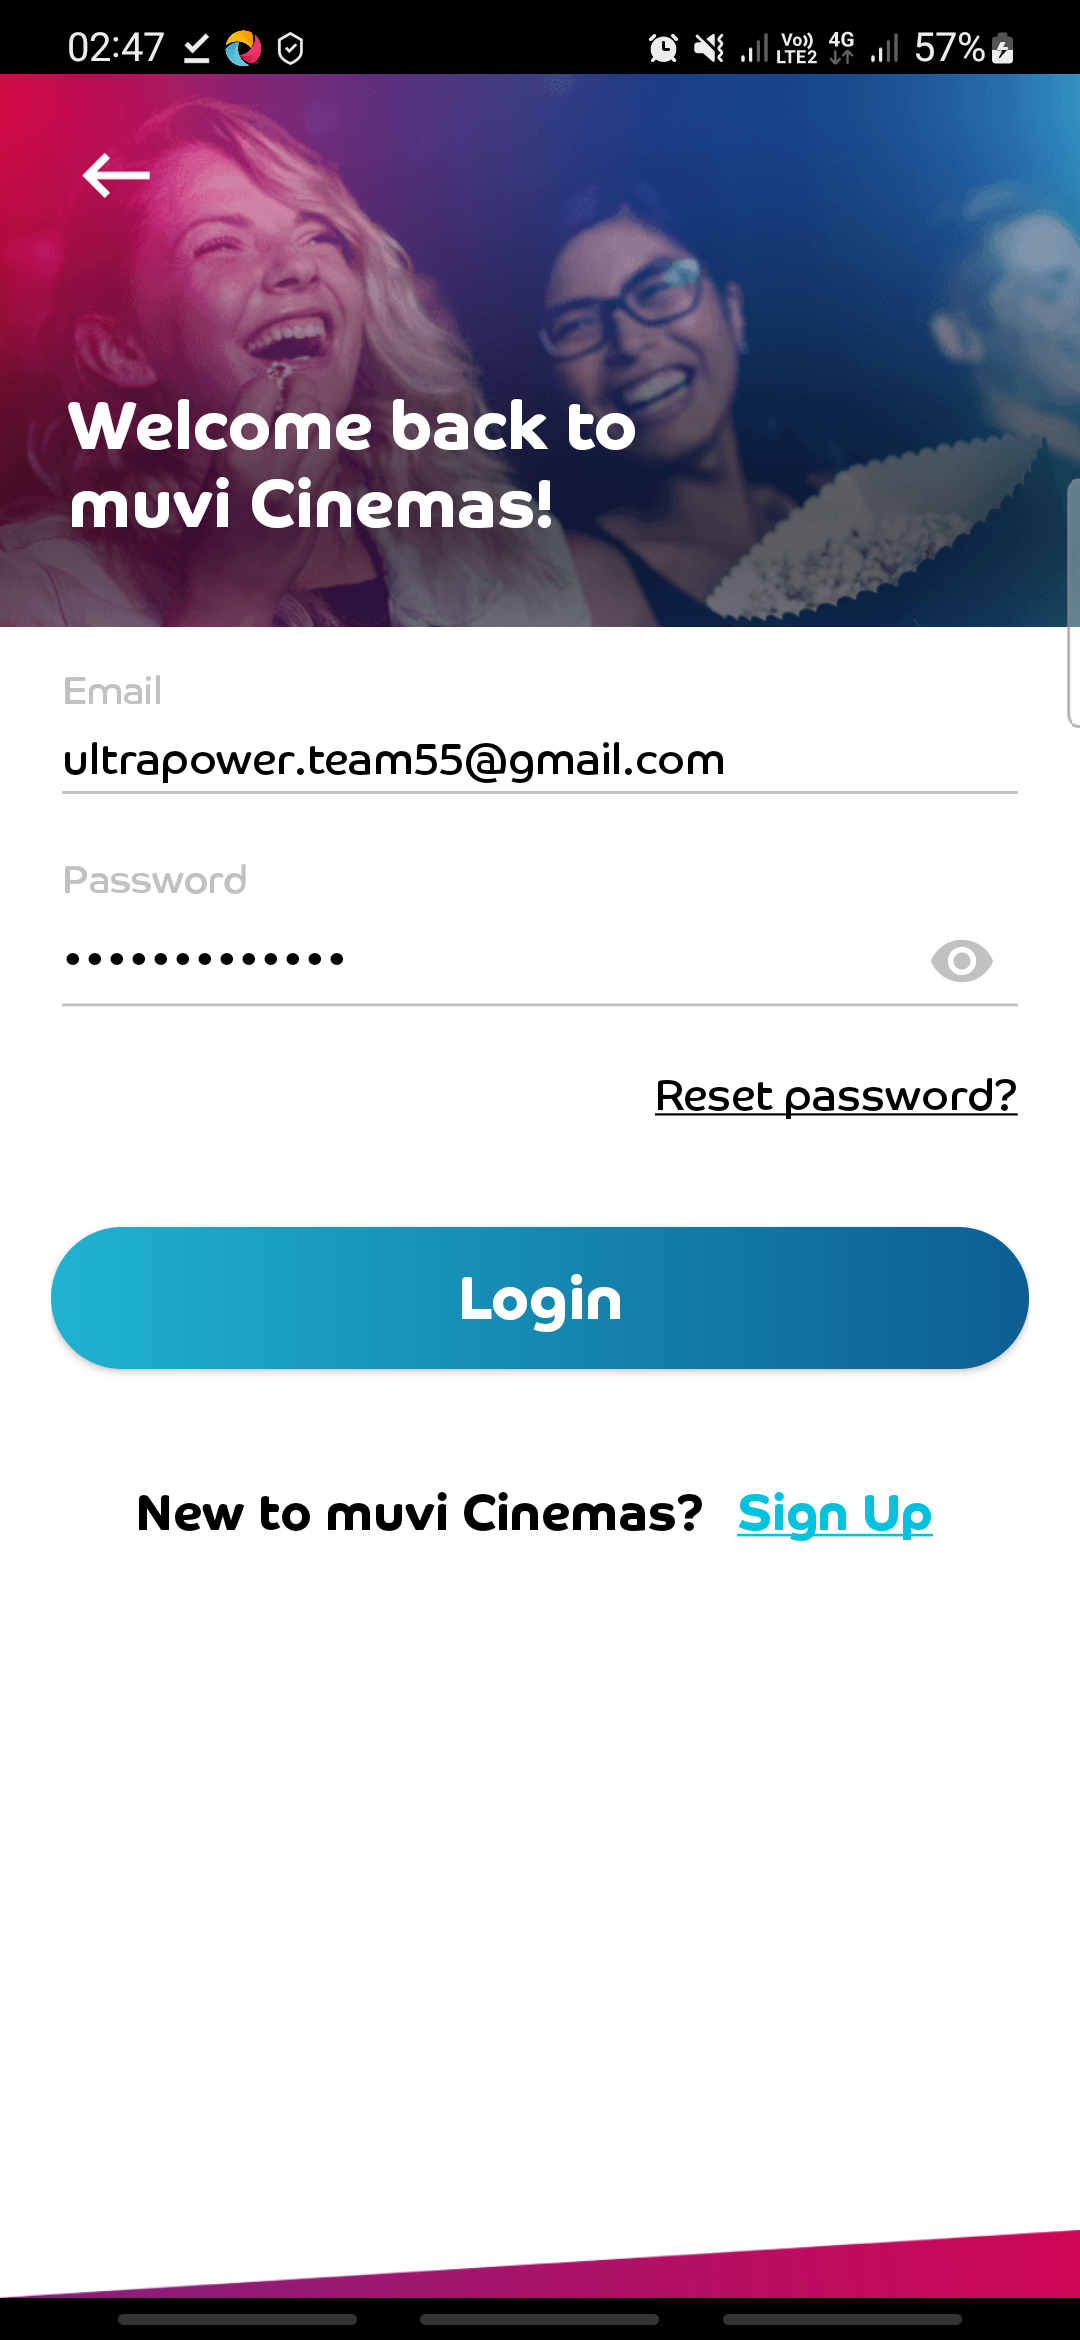 02:47 Vo)) LTE2 4G 57%
Welcome back to
muvi Cinemas!
Email
ultrapower.team55@gmail.com
Password
•••••••••••••
Reset password?
Login
New to muvi Cinemas? Sign Up